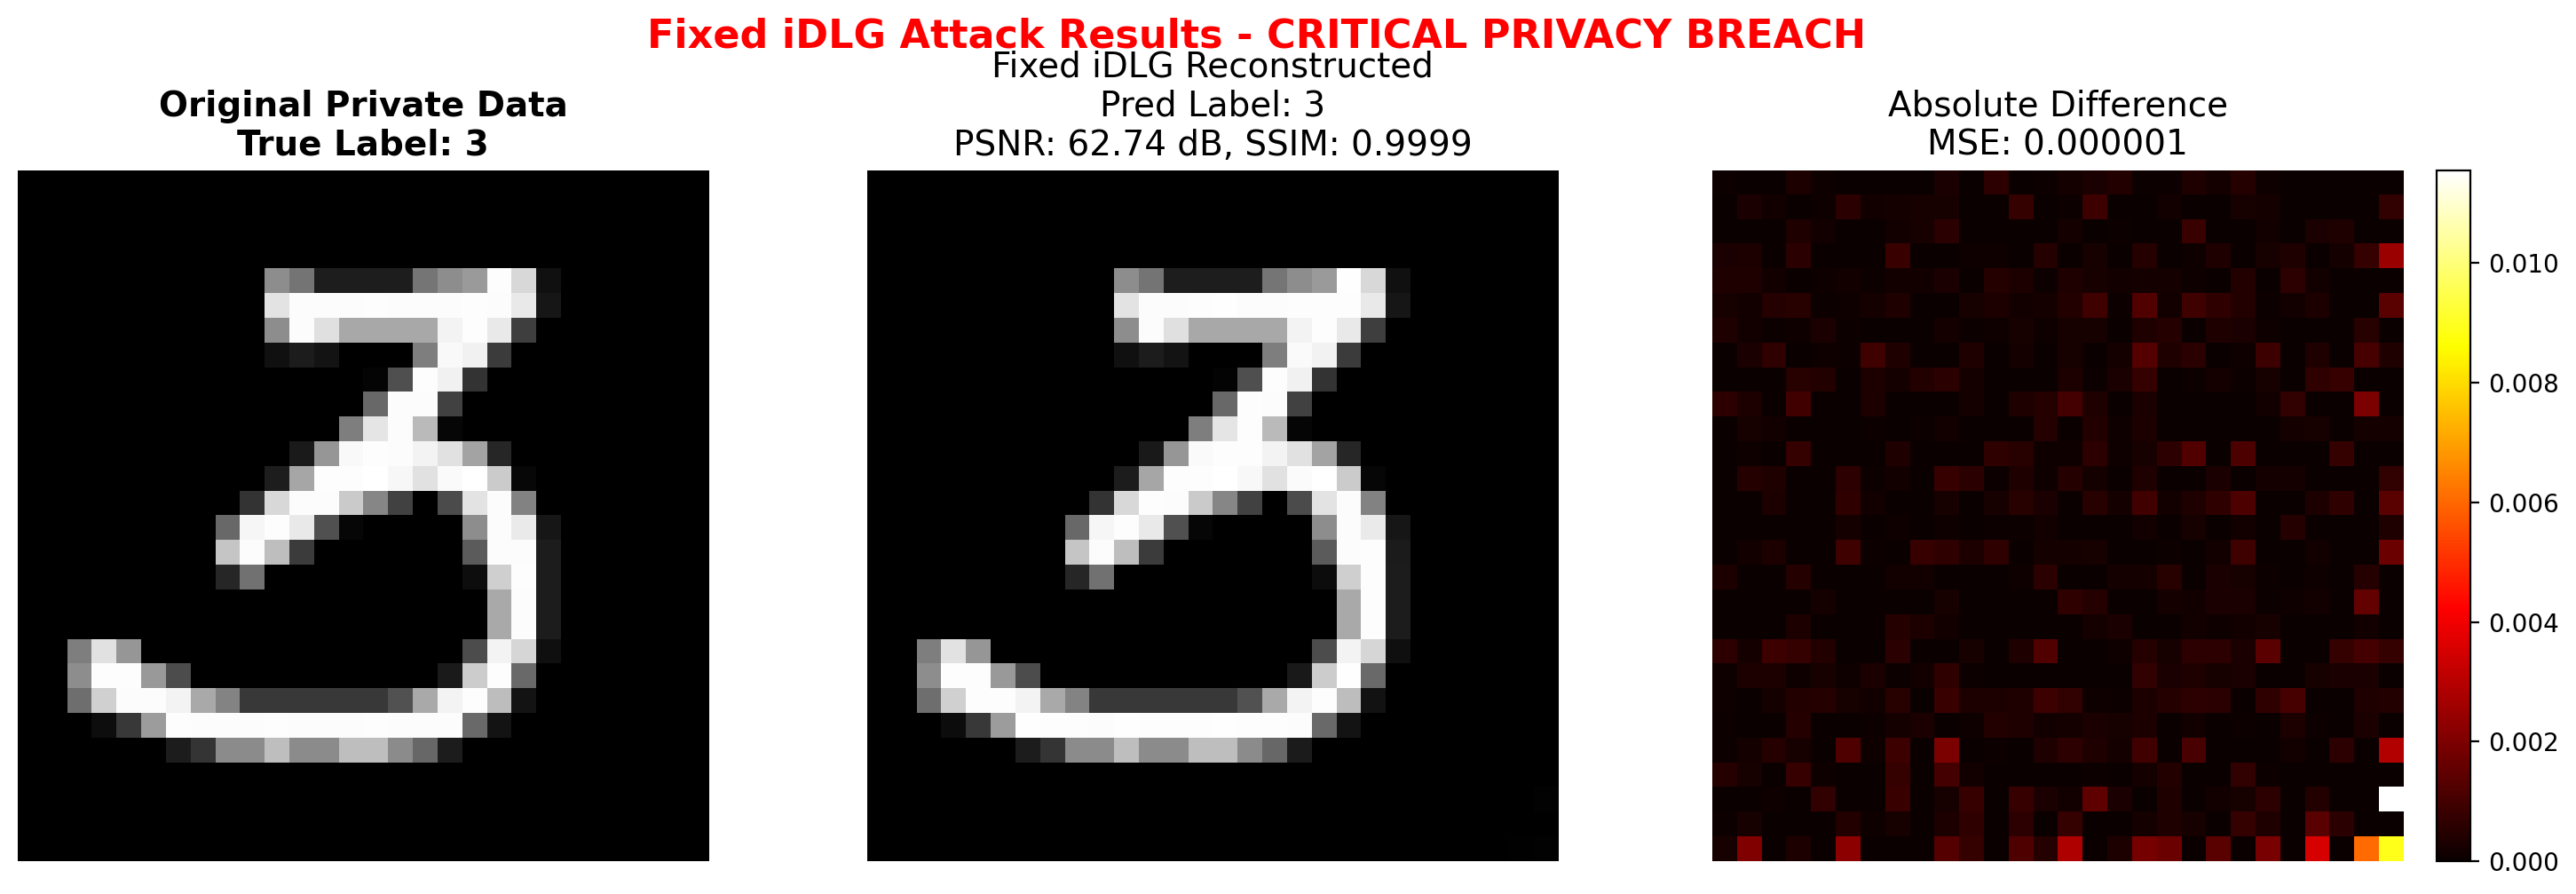 Fixed iDLG Attack Results - CRITICAL PRIVACY BREACH
Original Private Data
True Label: 3
Fixed iDLG Reconstructed
Pred Label: 3
PSNR: 62.74 dB, SSIM: 0.9999
Absolute Difference
MSE: 0.000001
3
3
0.010
0.008
0.006
0.004
0.002
0.000